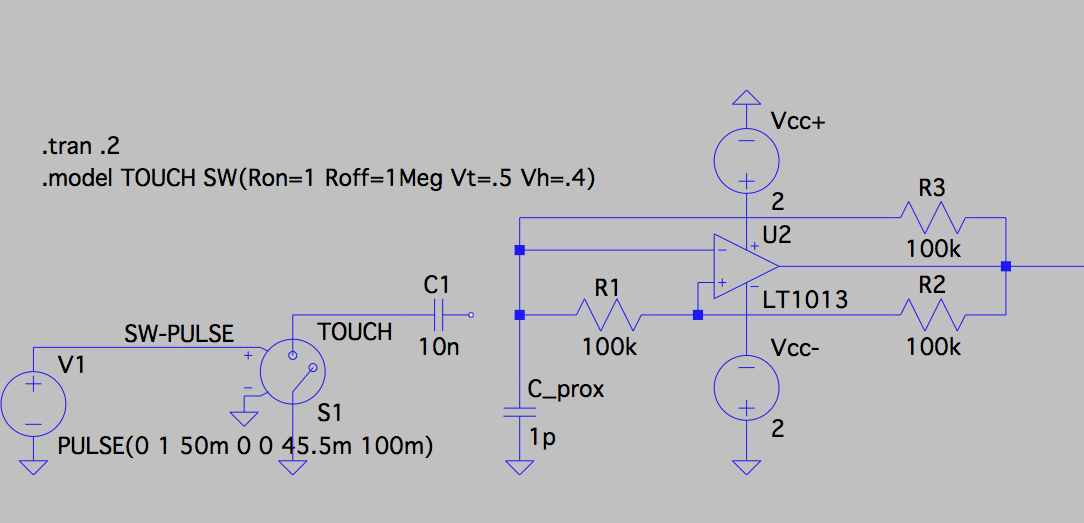 .tran .2
.model TOUCH SW(Ron=1 Roff=1Meg Vt=.5 Vh=.4)
Vcc+
−
+
2
R3
100k
U2
+
−
+
−
LT1013
R1
100k
R2
100k
C1
10n
SW-PULSE
TOUCH
+
−
S1
V1
+
−
PULSE(0 1 50m 0 0 45.5m 100m)
Vcc-
−
+
2
C_prox
1p